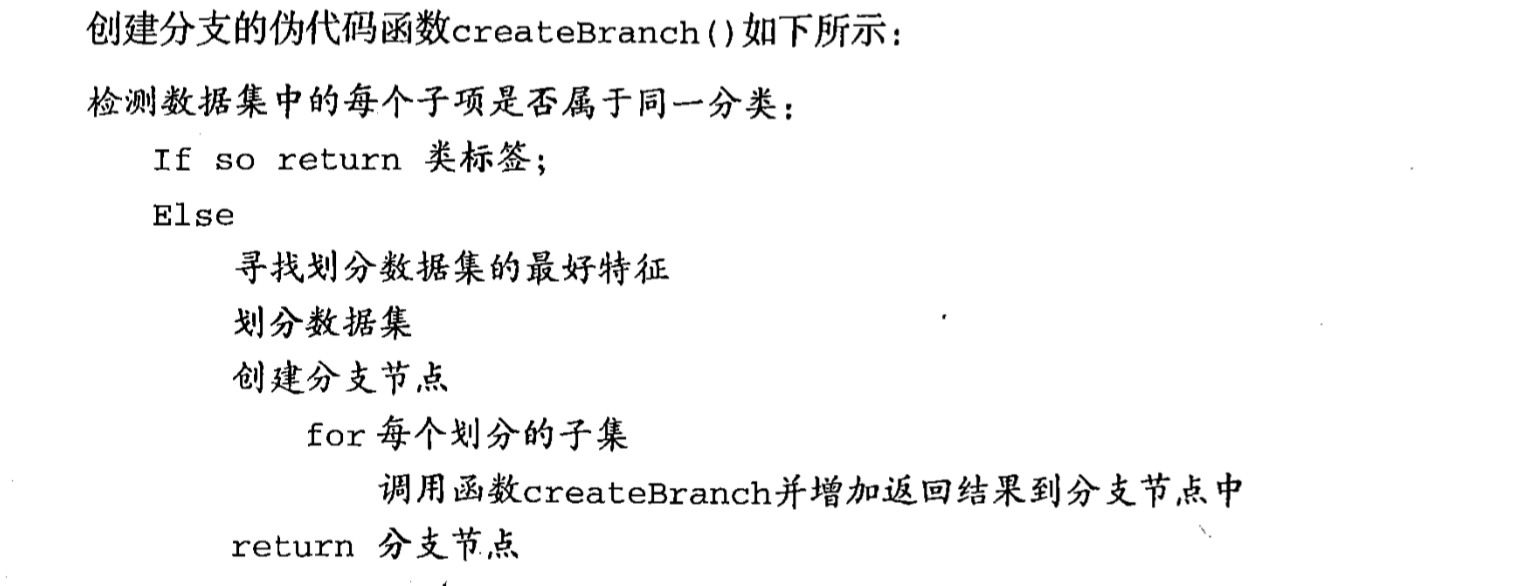 创建分支的伪代码函数createBranch()如下所示：
检测数据集中的每个子项是否属于同一分类：
If so return 类标签；
Else
寻找划分数据集的最好特征
划分数据集
创建分支节点
for 每个划分的子集
调用函数createBranch并增加返回结果到分支节点中
return 分支节点